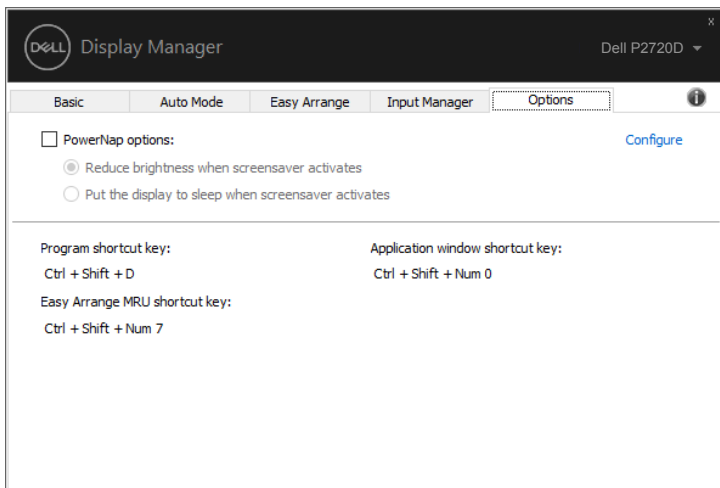 x
DELL Display Manager Dell P2720D
Basic Auto Mode Easy Arrange Input Manager Options i
PowerNap options: Configure
Reduce brightness when screensaver activates
Put the display to sleep when screensaver activates
Program shortcut key: Application window shortcut key:
Ctrl + Shift + D Ctrl + Shift + Num 0
Easy Arrange MRU shortcut key:
Ctrl + Shift + Num 7